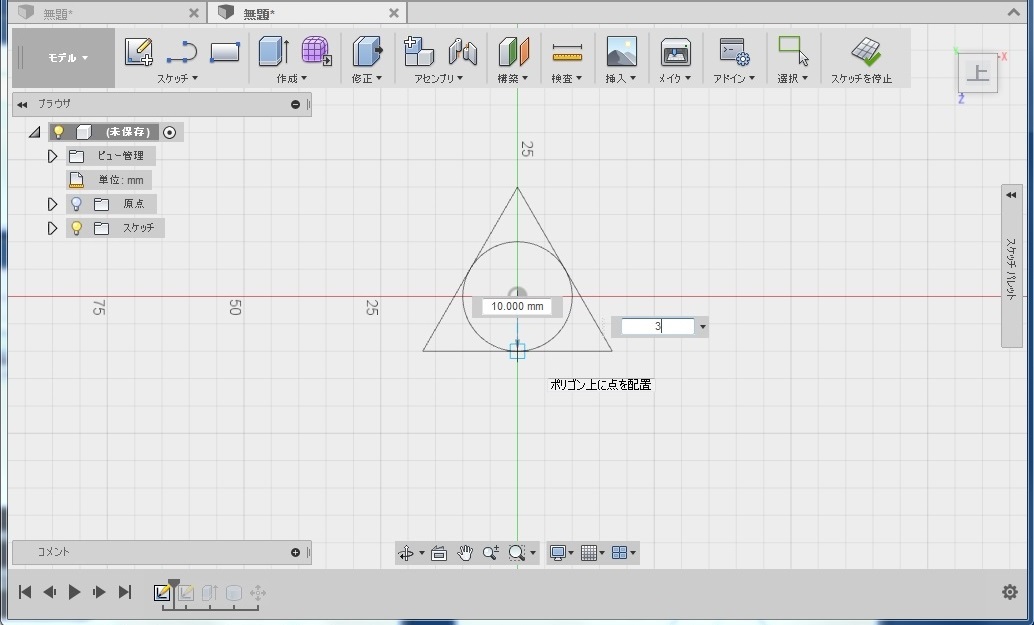 無題*
無題*
モデル
スケッチ
作成
修正
アセンブリ
構築
検査
挿入
メイク
アドイン
選択
スケッチを停止
上
X
Z
ブラウザ
(未保存)
ビュー管理
単位: mm
原点
スケッチ
25
75
50
25
10.000 mm
3
ポリゴン上に点を配置
スケッチ パレット
コメント